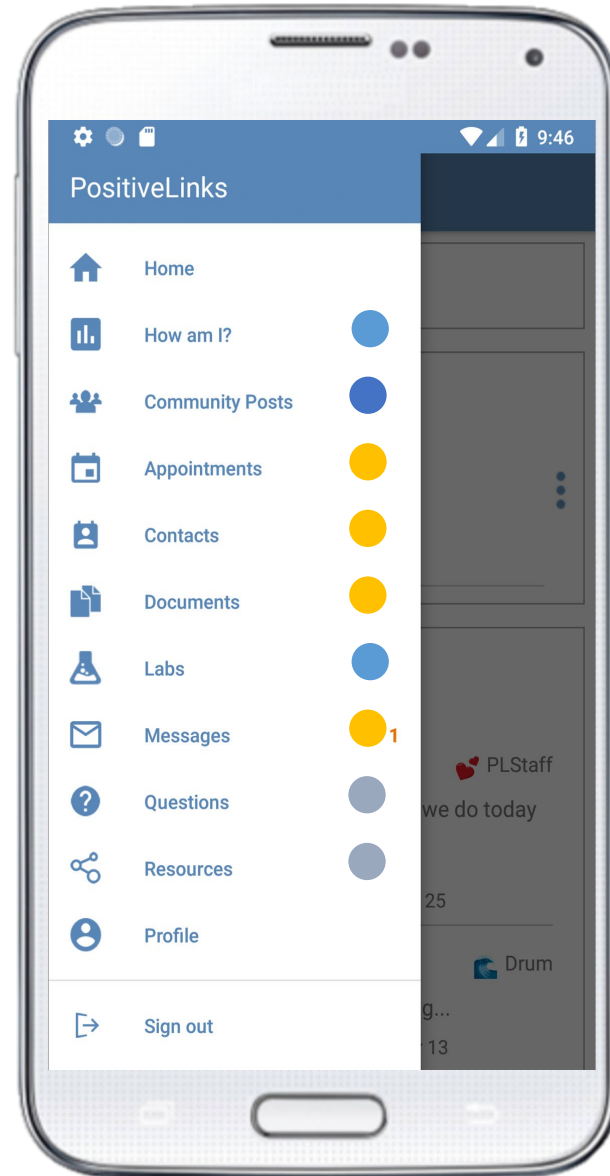 9:46
PositiveLinks
Home
How am I?
Community Posts
Appointments
Contacts
Documents
Labs
Messages 1
PLStaff
Questions
we do today
Resources
25
Profile
Drum
g...
13
Sign out